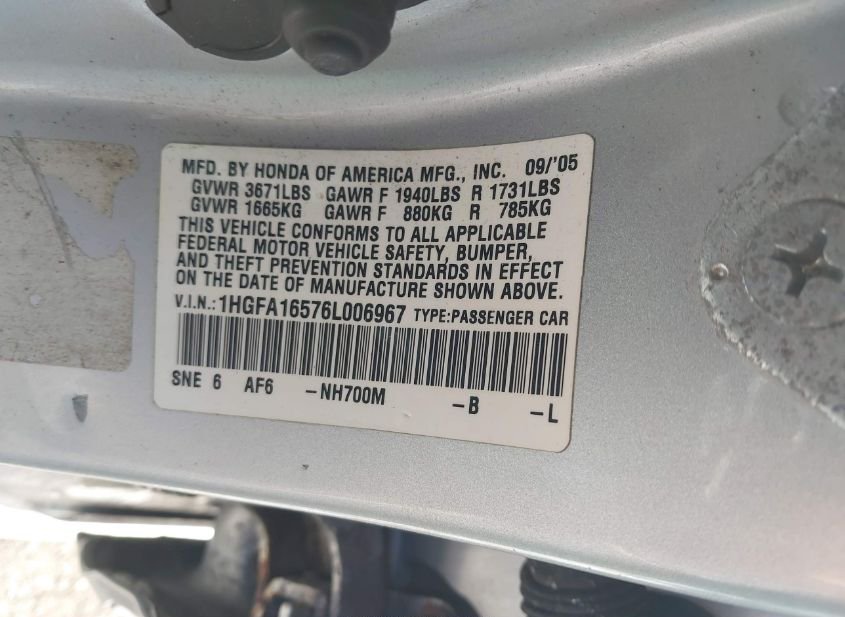 MFD. BY HONDA OF AMERICA MFG., INC. 09/'05
GVWR 3671LBS GAWR F 1940LBS R 1731LBS
GVWR 1665KG GAWR F 880KG R 785KG
THIS VEHICLE CONFORMS TO ALL APPLICABLE
FEDERAL MOTOR VEHICLE SAFETY, BUMPER,
AND THEFT PREVENTION STANDARDS IN EFFECT
ON THE DATE OF MANUFACTURE SHOWN ABOVE.
V.I.N.: 1HGFA16576L006967 TYPE:PASSENGER CAR
SNE 6 AF6 -NH700M -B -L